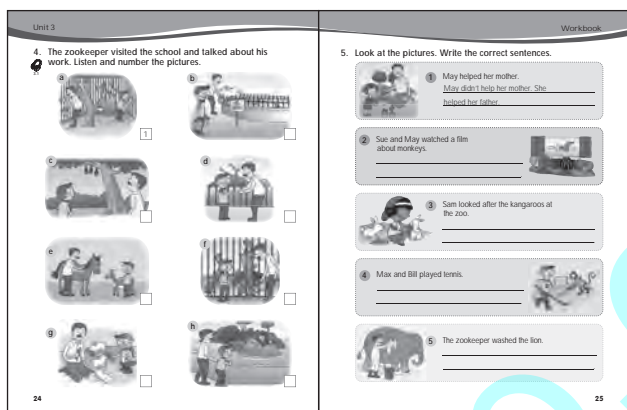 Unit 3
4. The zookeeper visited the school and talked about his
work. Listen and number the pictures.
a
b
1
c
d
e
f
g
h
24
Workbook
5. Look at the pictures. Write the correct sentences.
1 May helped her mother.
May didn't help her mother. She
helped her father.
2 Sue and May watched a film
about monkeys.
3 Sam looked after the kangaroos at
the zoo.
4 Max and Bill played tennis.
5 The zookeeper washed the lion.
25